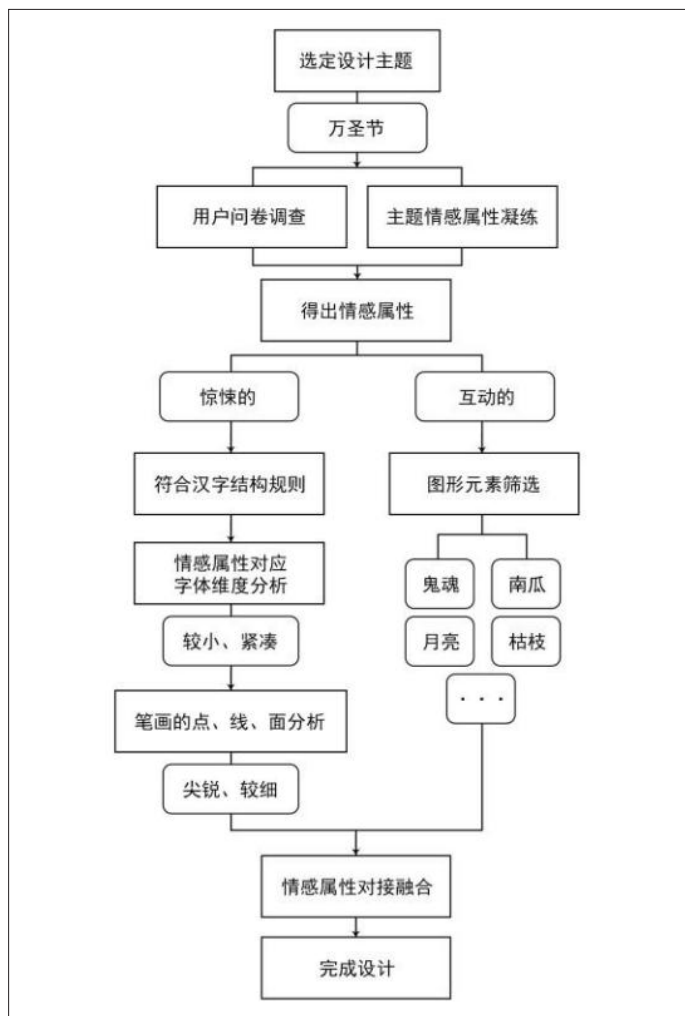 选定设计主题
万圣节
用户问卷调查
主题情感属性凝练
得出情感属性
惊悚的
互动的
符合汉字结构规则
图形元素筛选
情感属性对应
字体维度分析
鬼魂
南瓜
较小、紧凑
月亮
枯枝
···
笔画的点、线、面分析
尖锐、较细
情感属性对接融合
完成设计